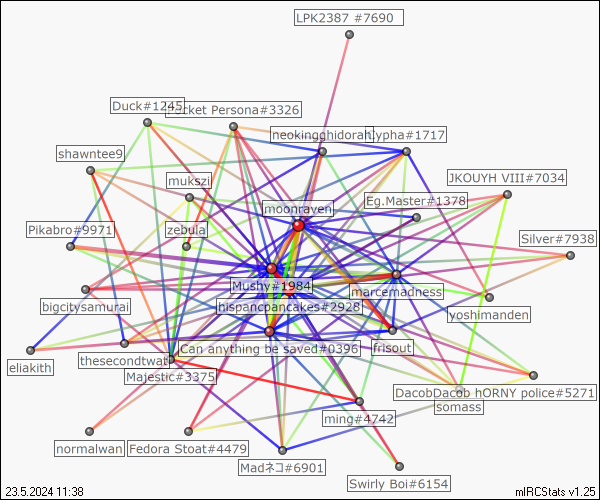 LPK2387 #7690
Duck#1245
Pocket Persona#3326
neokingghidorah
lypha#1717
shawntee9
mukszi
JKOUYH VIII#7034
Eg.Master#1378
moonraven
Pikabro#9971
zebula
Silver#7938
Mushy#1984
marcemadness
bigcitysamurai
hispancpancakes#2928
yoshimanden
Can anything be saved#0396
frisout
eliakith
thesecondtwat
Majestic#3375
DacobDacob hORNY police#5271
somass
ming#4742
normalwan
Fedora Stoat#4479
Madネコ#6901
Swirly Boi#6154
23.5.2024 11:38
mIRCStats v1.25